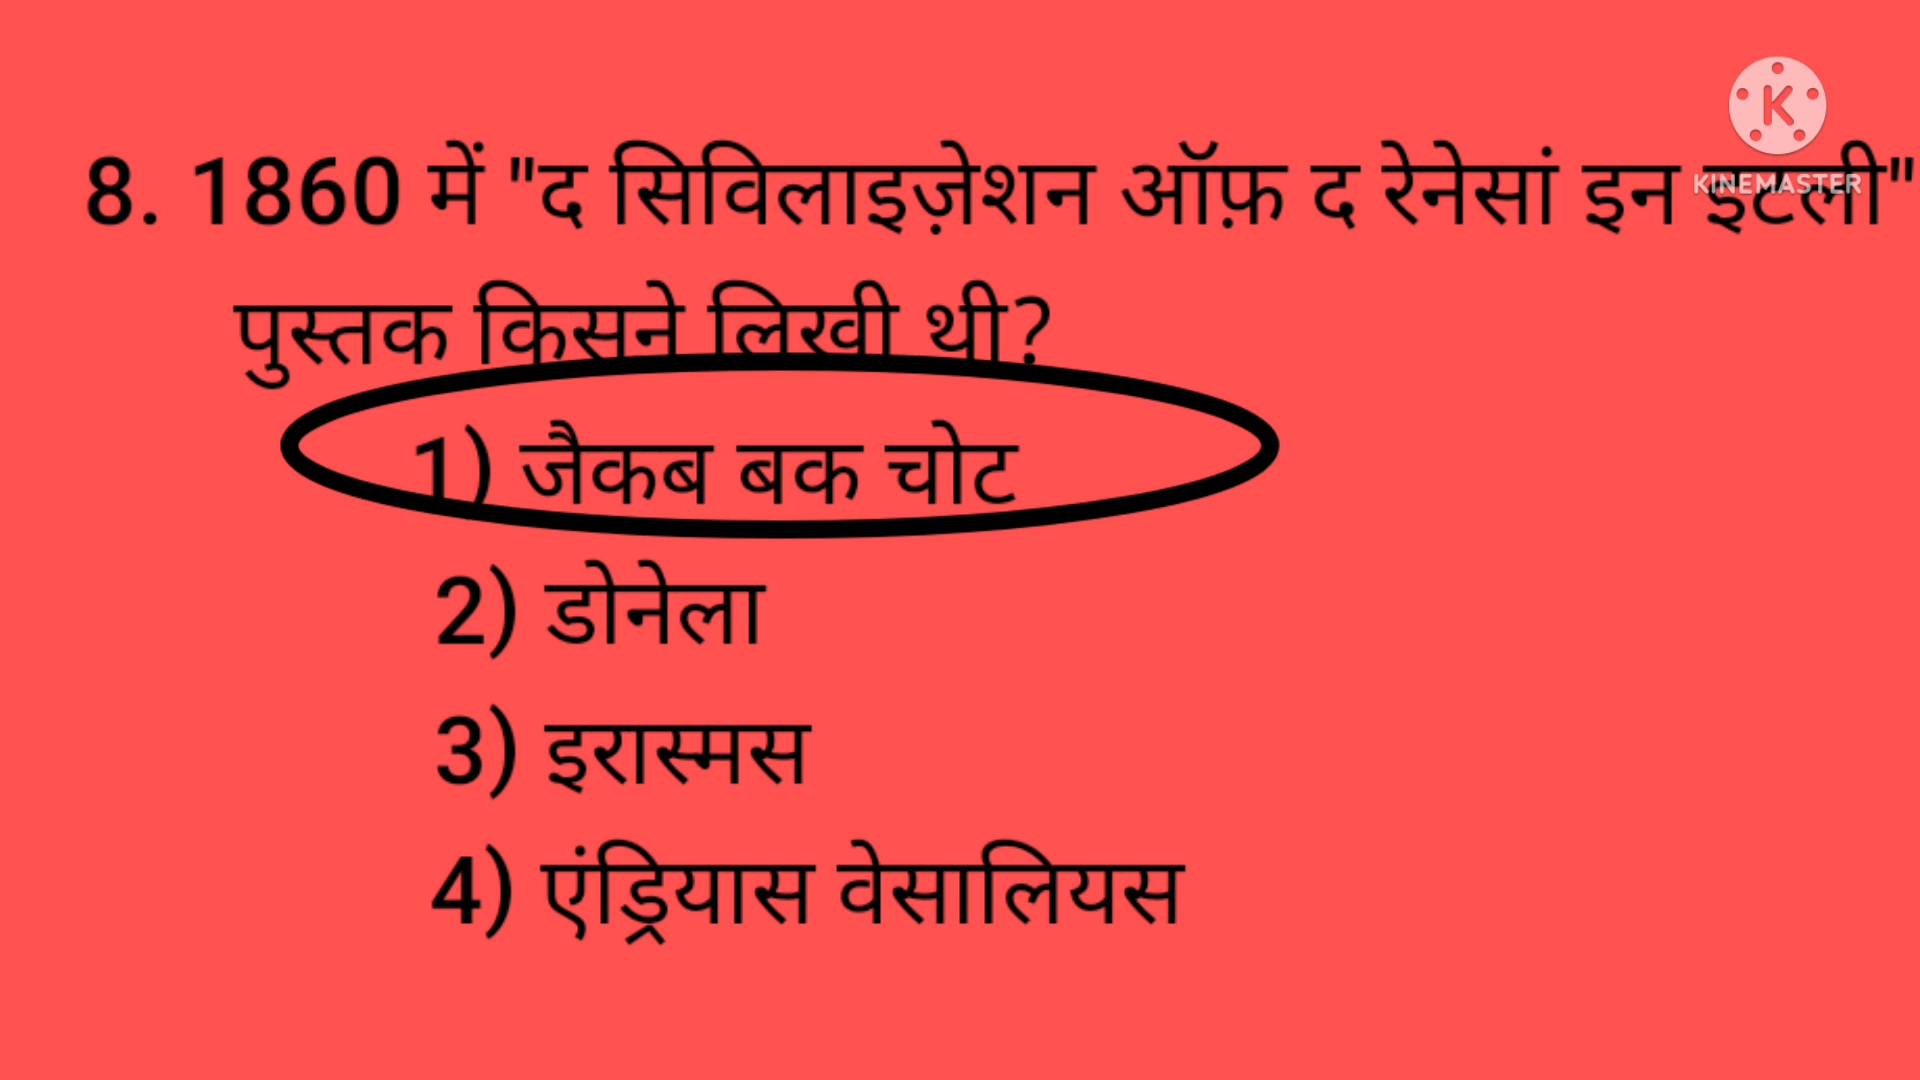 K
KINEMASTER
8. 1860 में "द सिविलाइज़ेशन ऑफ़ द रेनेसां इन इटली"
पुस्तक किसने लिखी थी?
1) जैकब बक चोट
2) डोनेला
3) इरास्मस
4) एंड्रियास वेसालियस